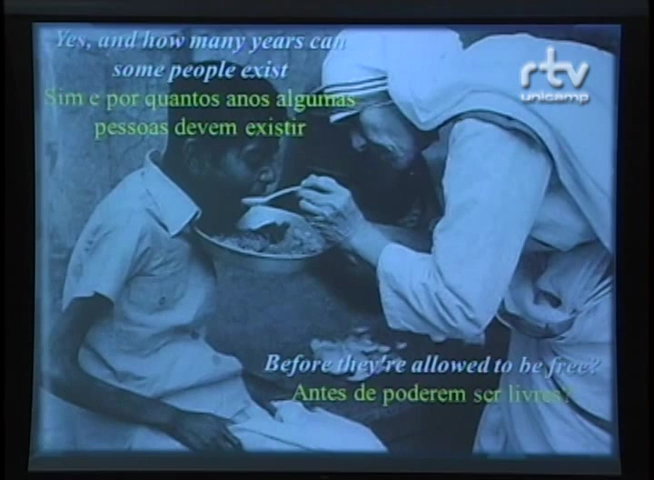 Yes, and how many years can
some people exist
Sim e por quantos anos algumas
pessoas devem existir
rtv
unicamp
Before they're allowed to be free?
Antes de poderem ser livres?